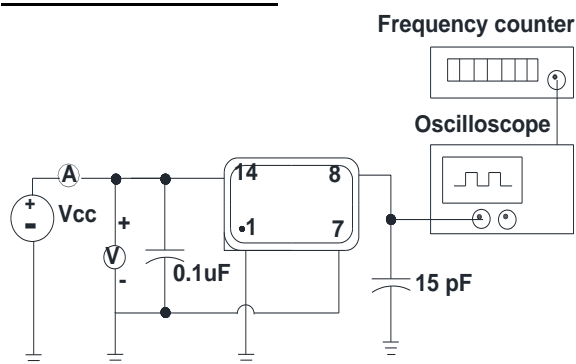 Frequency counter
Oscilloscope
A
14 8
+
- Vcc
+
•1 7
V
-
0.1uF
15 pF